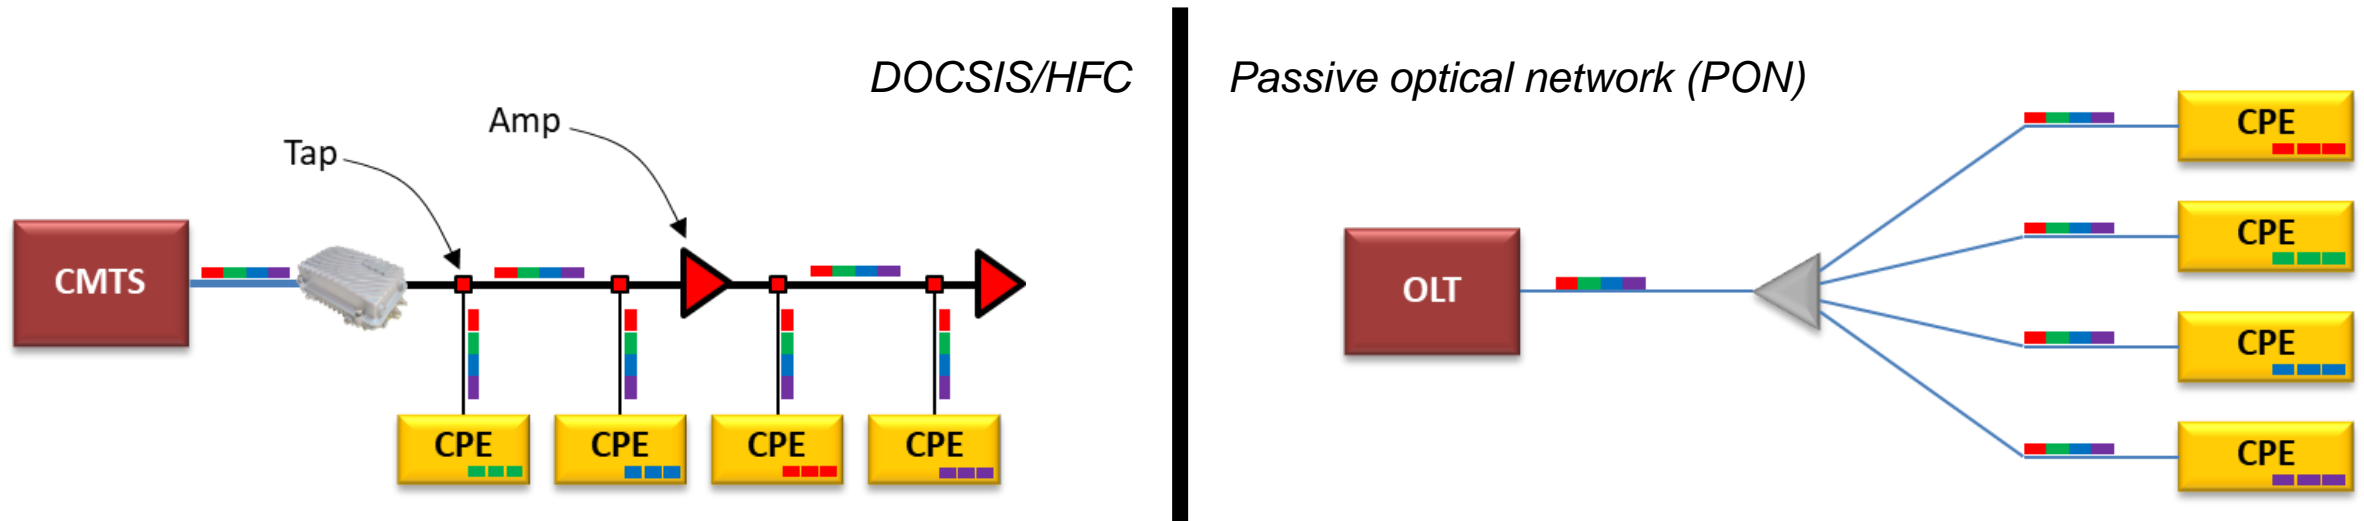 DOCSIS/HFC
Amp
Tap
CMTS
CPE
CPE
CPE
CPE
Passive optical network (PON)
OLT
CPE
CPE
CPE
CPE